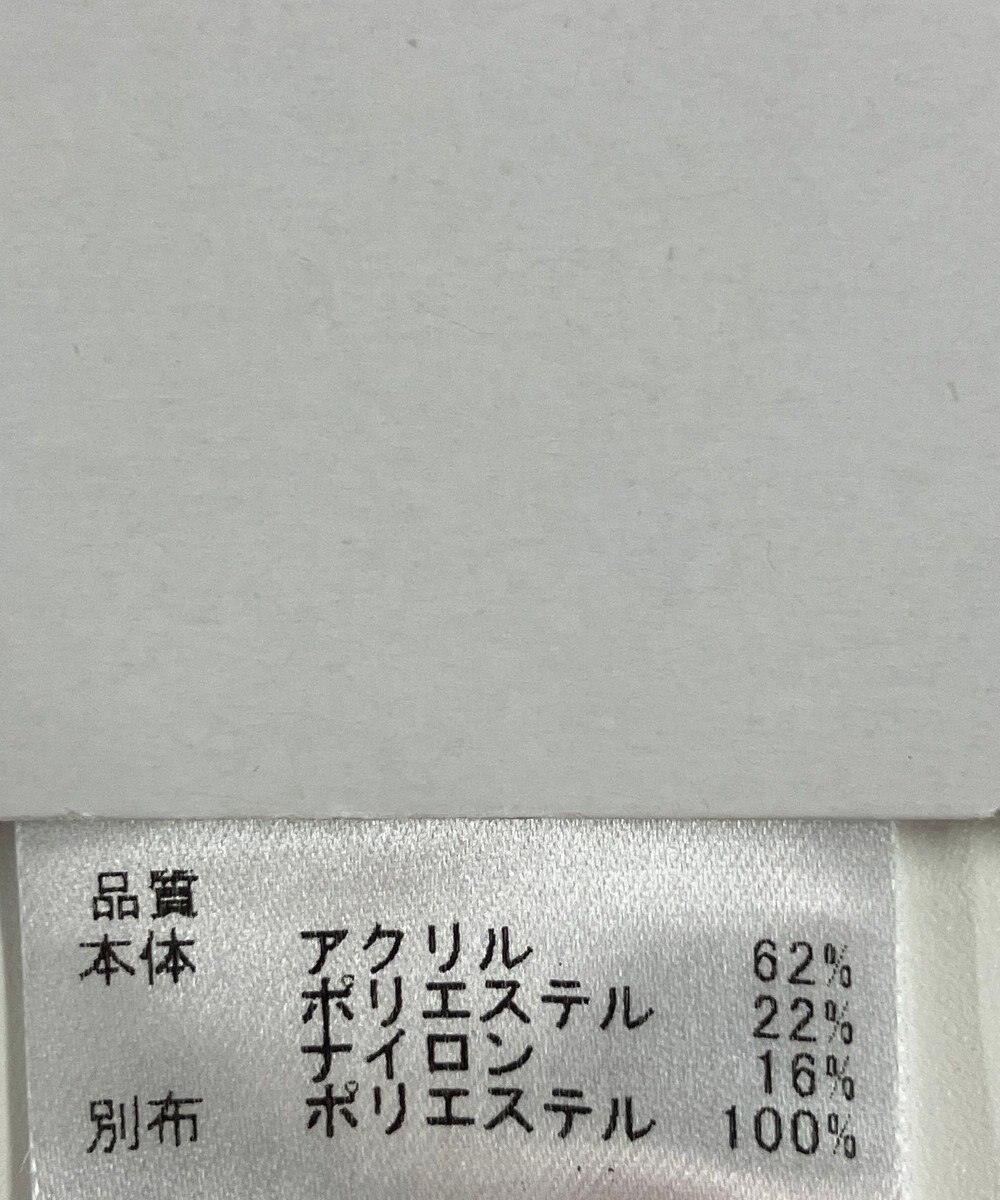 品質
本体 アクリル 62%
ポリエステル 22%
ナイロン 16%
別布 ポリエステル 100%